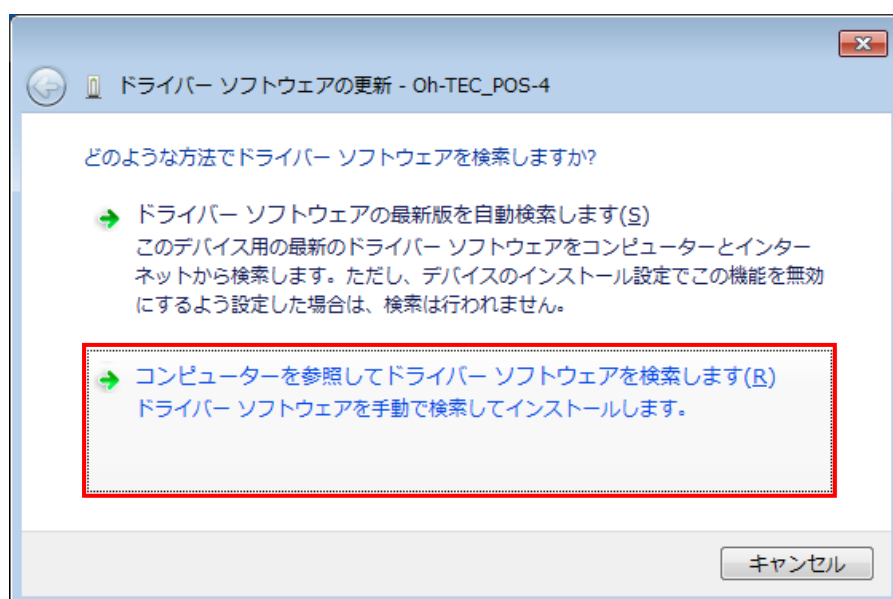 ドライバー ソフトウェアの更新 - Oh-TEC_POS-4
どのような方法でドライバー ソフトウェアを検索しますか?
ドライバー ソフトウェアの最新版を自動検索します(S)
このデバイス用の最新のドライバー ソフトウェアをコンピューターとインター
ネットから検索します。ただし、デバイスのインストール設定でこの機能を無効
にするよう設定した場合は、検索は行われません。
コンピューターを参照してドライバー ソフトウェアを検索します(R)
ドライバー ソフトウェアを手動で検索してインストールします。
キャンセル